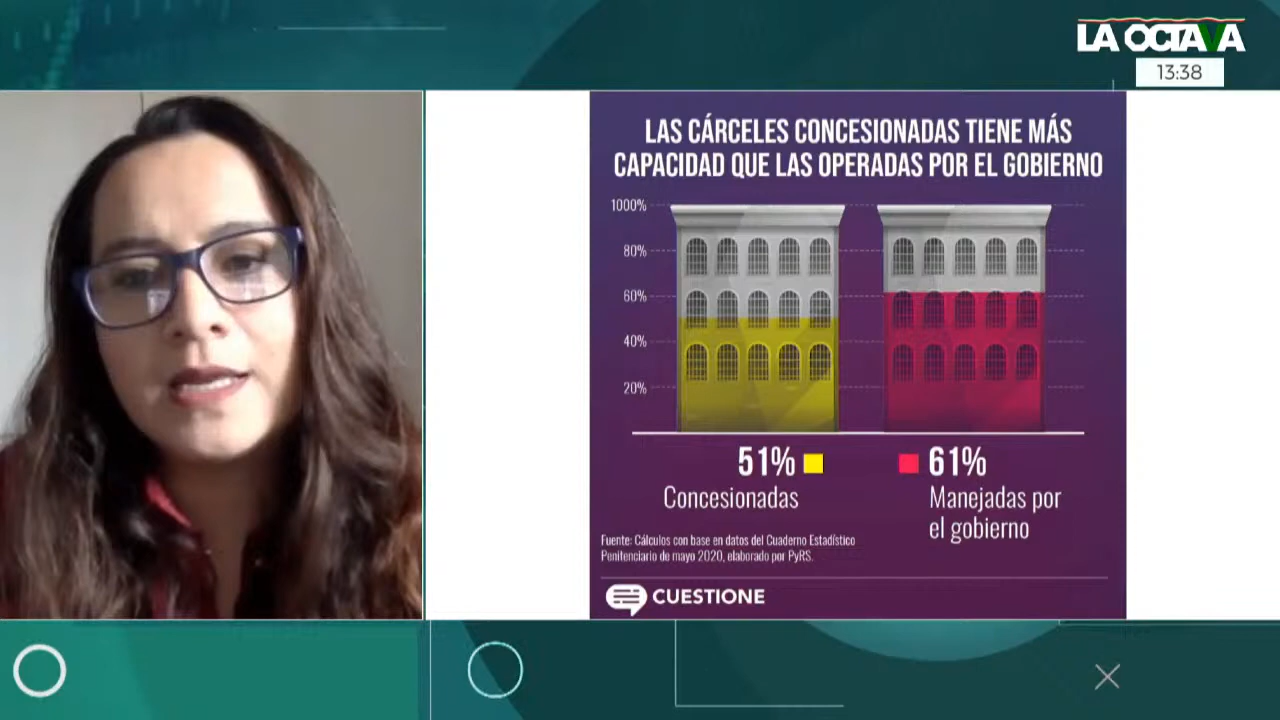 LA OCTAVA
13:38
LAS CÁRCELES CONCESIONADAS TIENE MÁS
CAPACIDAD QUE LAS OPERADAS POR EL GOBIERNO
1000%
80%
60%
40%
20%
51%
Concesionadas
61%
Manejadas por
el gobierno
Fuente: Cálculos con base en datos del Cuaderno Estadístico
Penitenciario de mayo 2020, elaborado por PyRS.
CUESTIONE